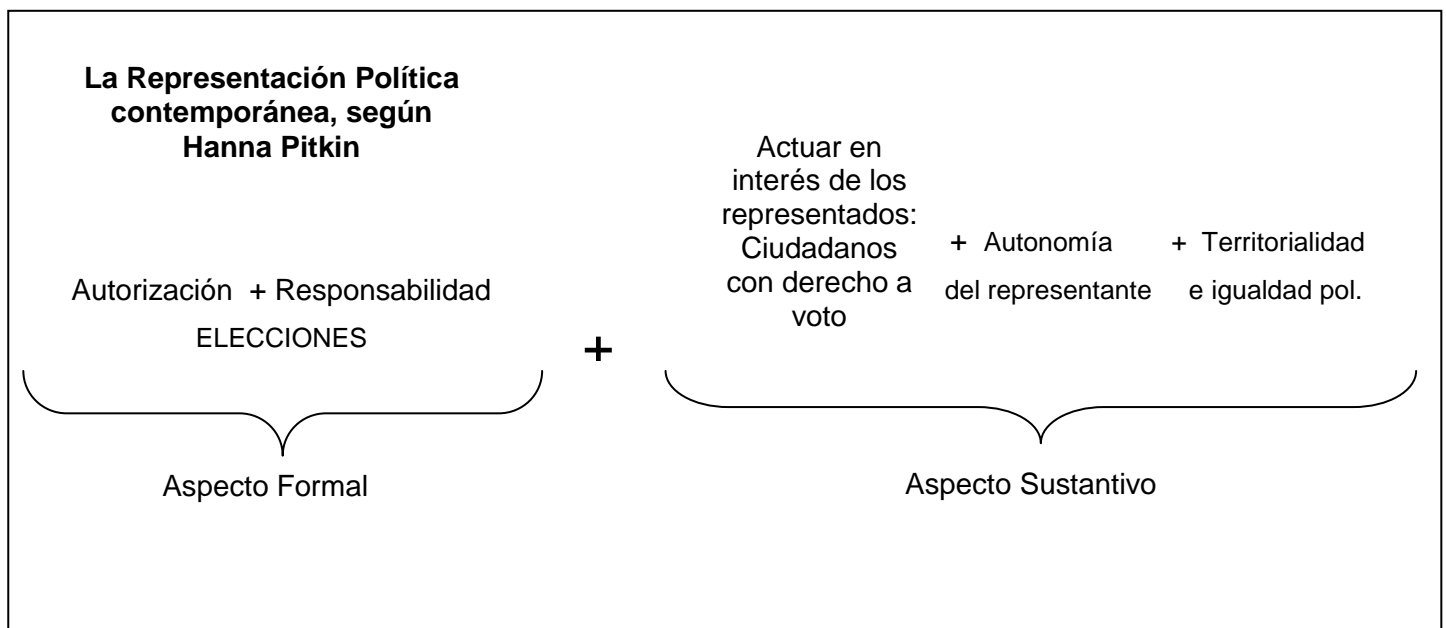 La Representación Política
contemporánea, según
Hanna Pitkin
Autorización + Responsabilidad
ELECCIONES
Aspecto Formal
+
Actuar en
interés de los
representados:
Ciudadanos
con derecho a
voto
+ Autonomía
del representante
+ Territorialidad
e igualdad pol.
Aspecto Sustantivo